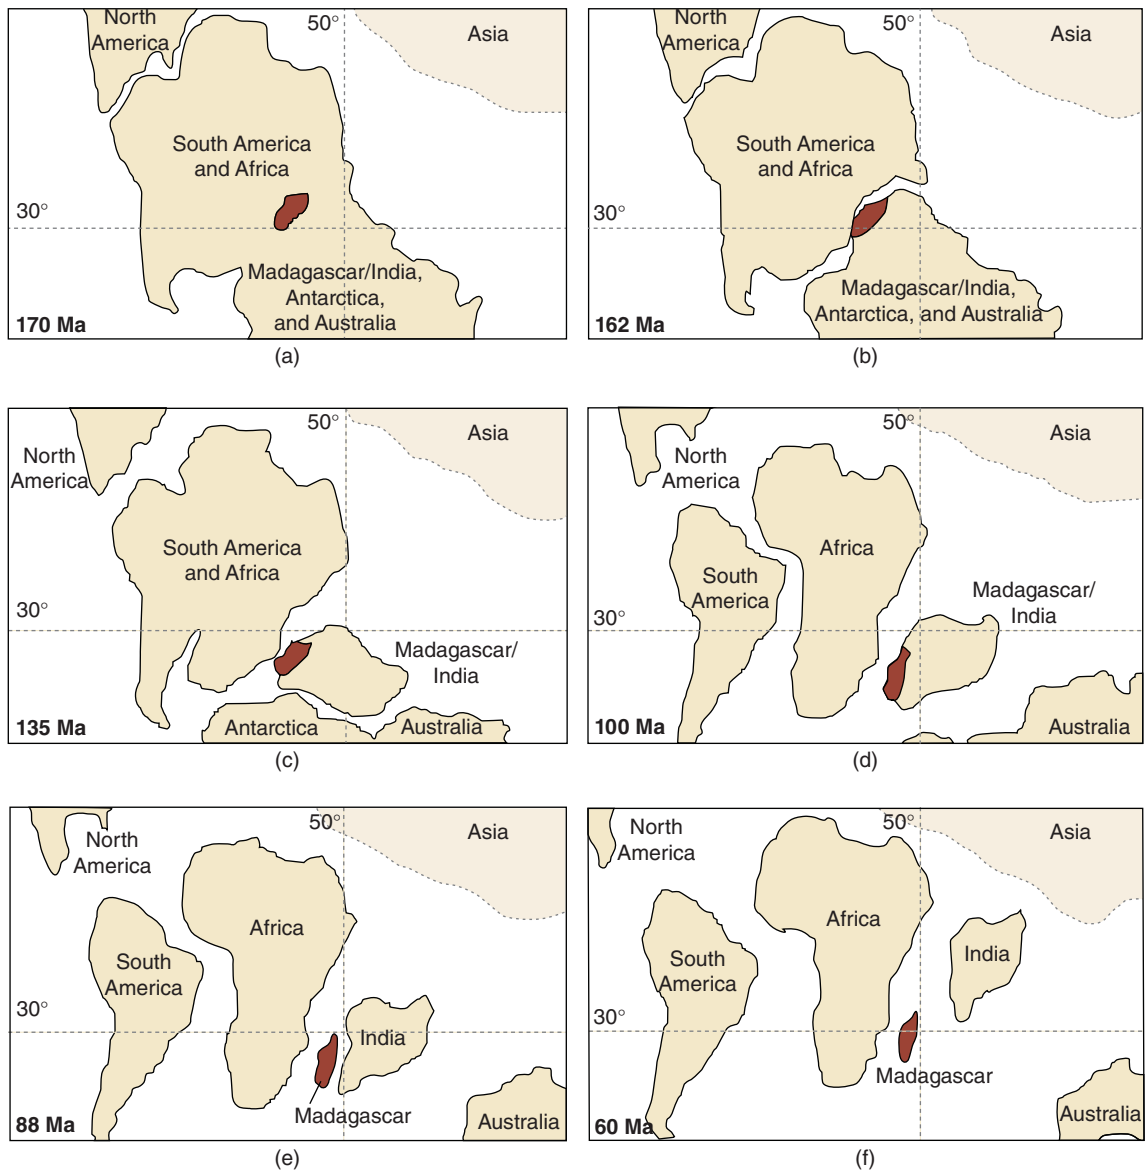 North
America
50°
Asia
South America
and Africa
30°
Madagascar/India,
Antarctica,
and Australia
170 Ma
(a)
North
America
50°
Asia
South America
and Africa
30°
Madagascar/India,
Antarctica, and Australia
162 Ma
(b)
50°
Asia
North
America
South America
and Africa
30°
Madagascar/
India
135 Ma
Antarctica
Australia
(c)
50°
Asia
North
America
Africa
South
America
Madagascar/
India
30°
100 Ma
Australia
(d)
50°
Asia
North
America
Africa
South
America
30°
India
Madagascar
88 Ma
Australia
(e)
50°
Asia
North
America
Africa
India
South
America
30°
Madagascar
60 Ma
Australia
(f)